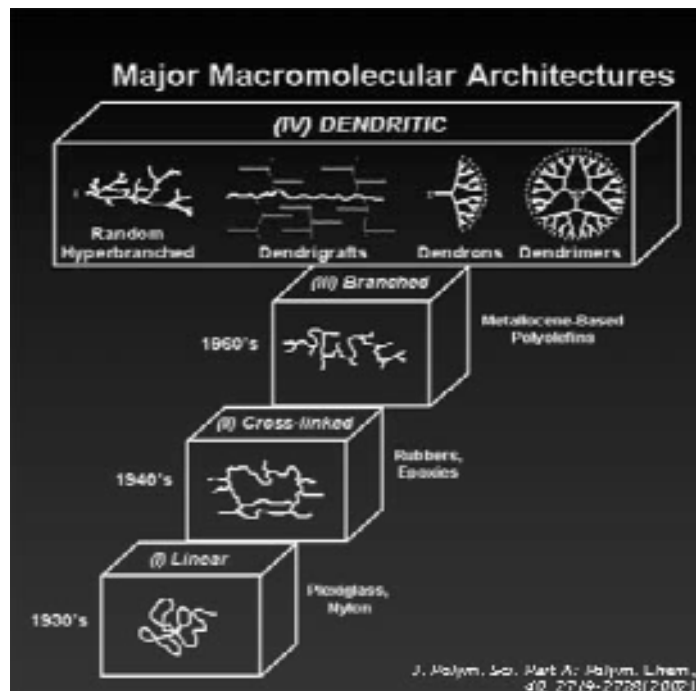 Major Macromolecular Architectures
(IV) DENDRITIC
Random
Hyperbranched
Dendrigrafts
Dendrons
Dendrimers
(III) Branched
1960's
Metallocene-Based
Polyolefins
(II) Cross-linked
1940's
Rubbers,
Epoxies
(I) Linear
1930's
Plexiglass,
Nylon
J. Polym. Sci. Part A: Polym. Chem